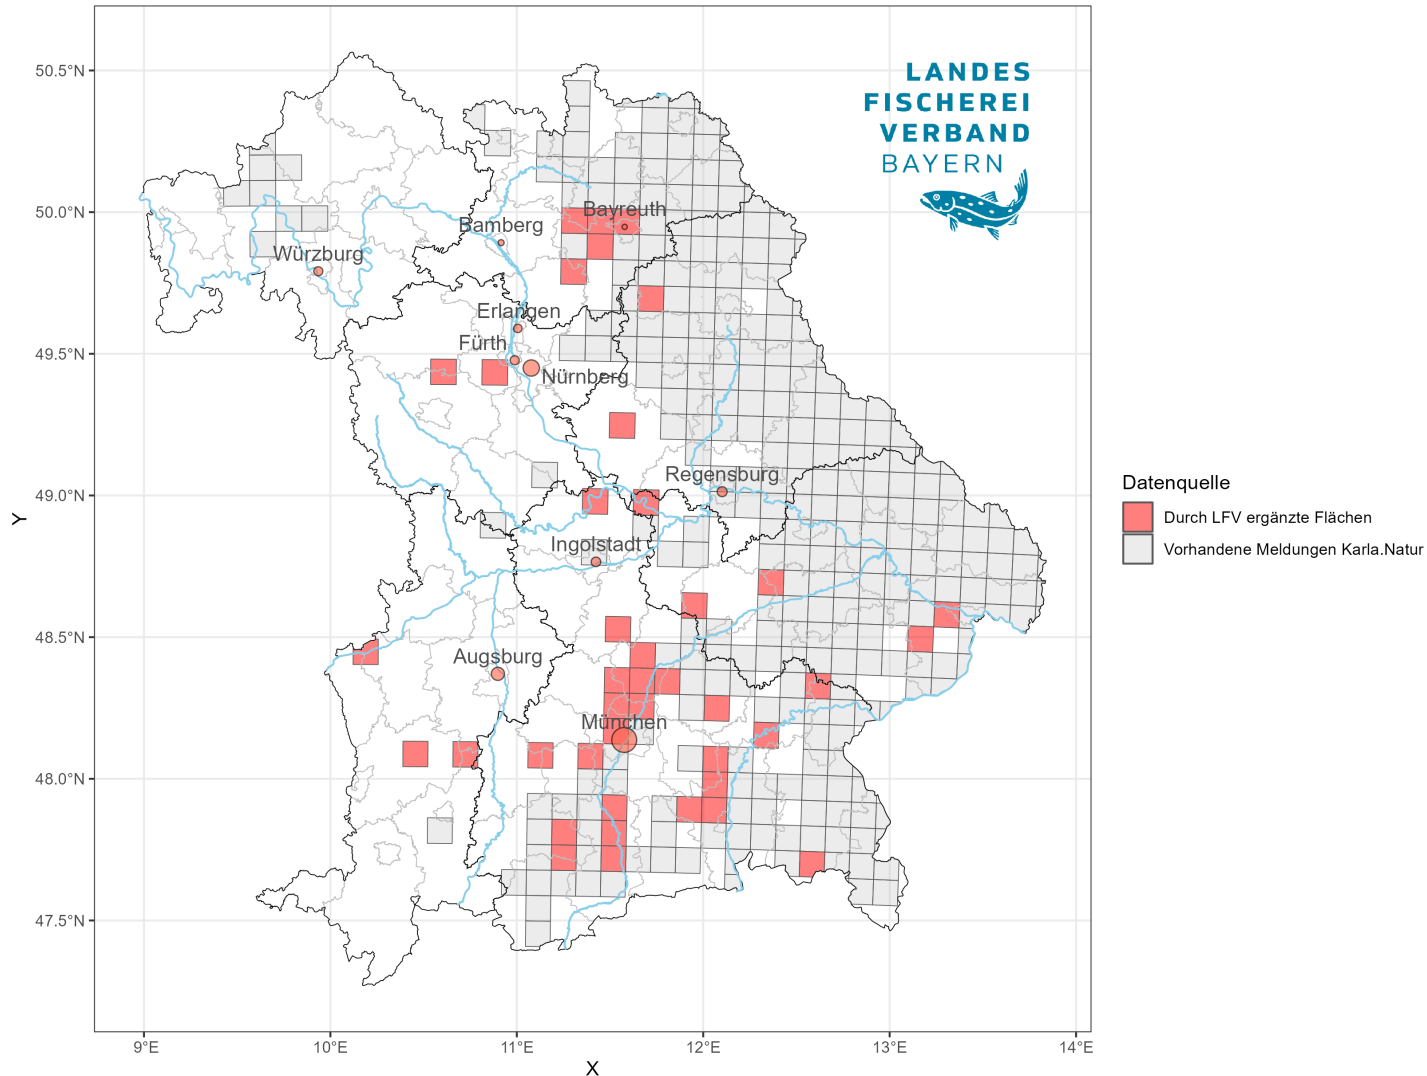 LANDES
FISCHEREI
VERBAND
BAYERN
50.5°N
50.0°N
49.5°N
49.0°N
48.5°N
48.0°N
47.5°N
Y
Bayreuth
Bamberg
Würzburg
Erlangen
Fürth
Nürnberg
Regensburg
Ingolstadt
Augsburg
München
9°E
10°E
11°E
12°E
13°E
14°E
X
Datenquelle
Durch LFV ergänzte Flächen
Vorhandene Meldungen Karla.Natur